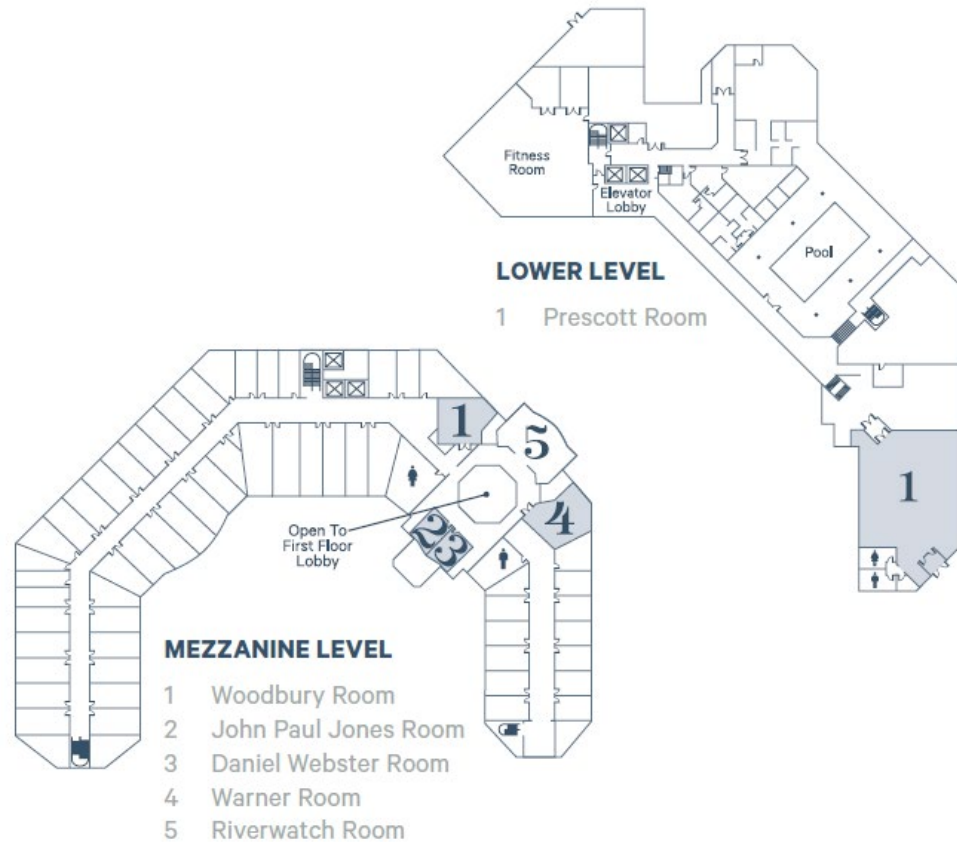 Fitness
Room
Elevator
Lobby
Pool
LOWER LEVEL
1 Prescott Room
1
1
5
4
2
3
Open To
First Floor
Lobby
MEZZANINE LEVEL
1 Woodbury Room
2 John Paul Jones Room
3 Daniel Webster Room
4 Warner Room
5 Riverwatch Room